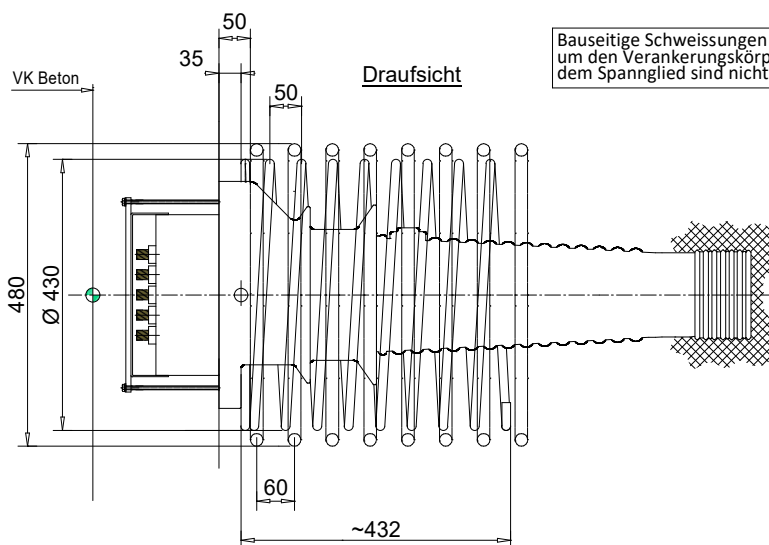 50
35
VK Beton
50
Draufsicht
Bauseitige Schweissungen
um den Verankerungskörp
dem Spannglied sind nicht
480
Ø 430
60
~432